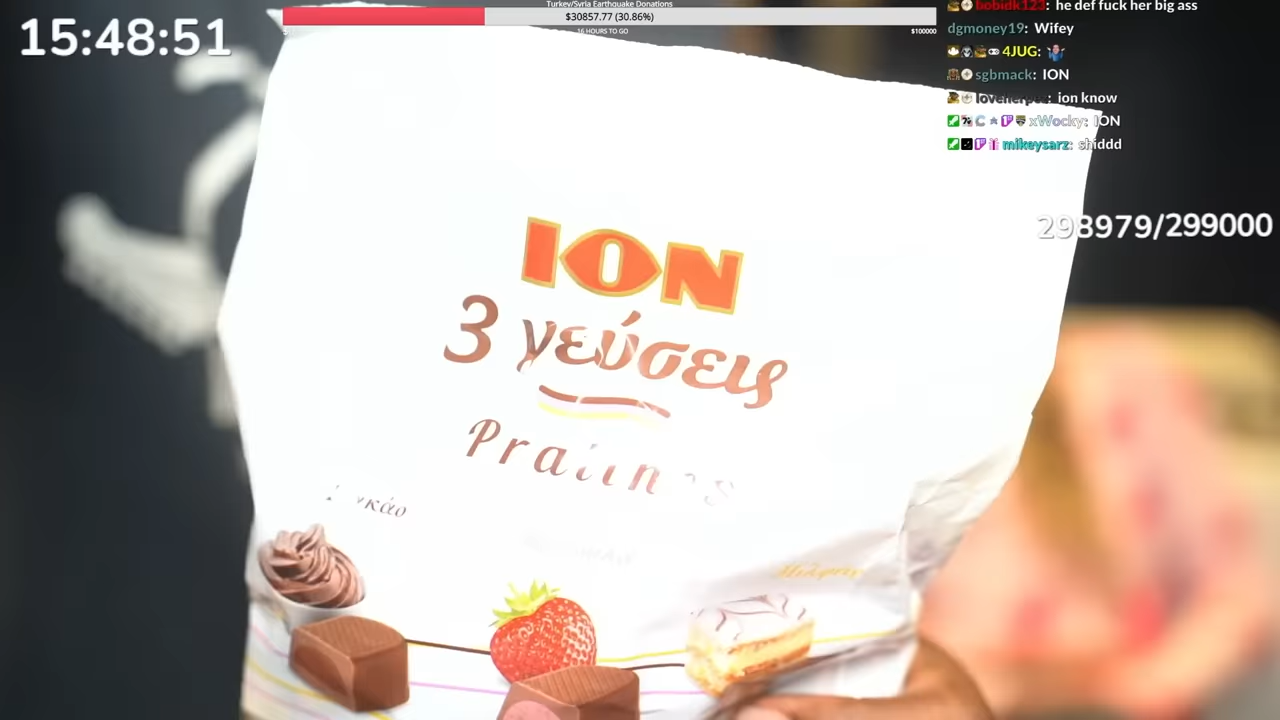 Turkey/Syria Earthquake Donations
$30857.77 (30.86%)
16 HOURS TO GO
$100000
15:48:51
bobidk123: he def fuck her big ass
dgmoney19: Wifey
4JUG:
sgbmack: ION
ion know
xWocky: ION
mikeysarz: shiddd
298979/299000
ION
3 γεύσεις
Pralines